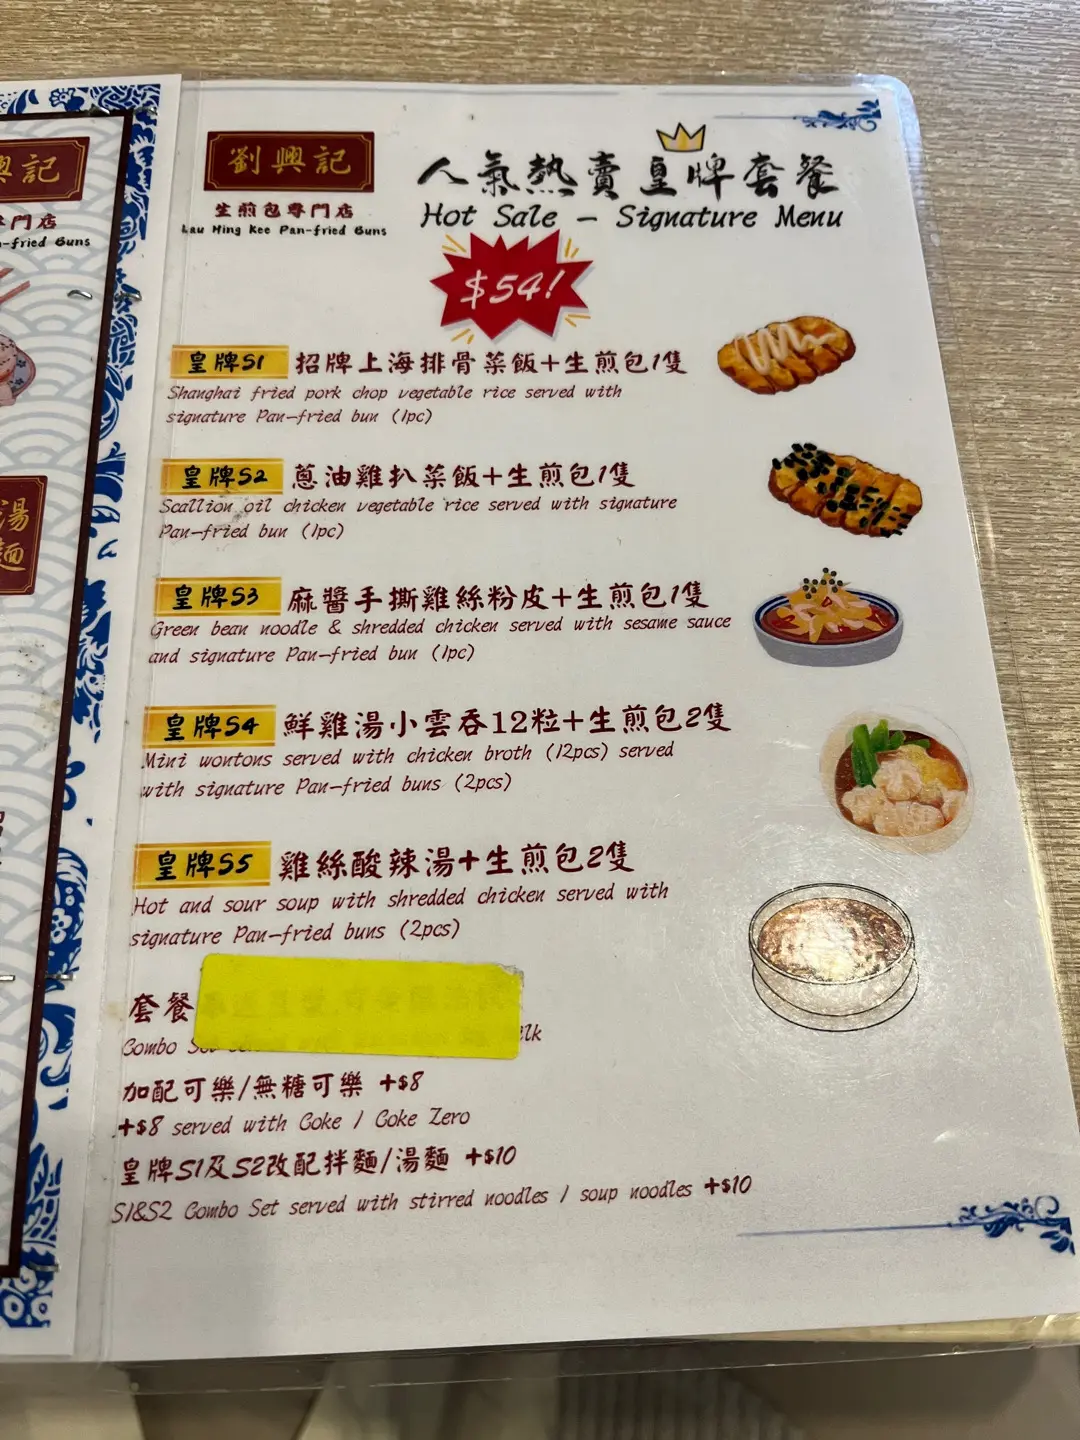 興記
專門店
n-fried Buns
湯
麵
劉興記
生煎包專門店
Lau Hing Kee Pan-fried Buns
人氣熱賣皇牌套餐
Hot Sale – Signature Menu
$54!
皇牌S1 招牌上海排骨菜飯+生煎包1隻
Shanghai fried pork chop vegetable rice served with
signature Pan-fried bun (1pc)
皇牌S2 蔥油雞扒菜飯+生煎包1隻
Scallion oil chicken vegetable rice served with signature
Pan-fried bun (1pc)
皇牌S3 麻醬手撕雞絲粉皮+生煎包1隻
Green bean noodle & shredded chicken served with sesame sauce
and signature Pan-fried bun (1pc)
皇牌S4 鮮雞湯小雲吞12粒+生煎包2隻
Mini wontons served with chicken broth (12pcs) served
with signature Pan-fried buns (2pcs)
皇牌S5 雞絲酸辣湯+生煎包2隻
Hot and sour soup with shredded chicken served with
signature Pan-fried buns (2pcs)
套餐
Combo
加配可樂/無糖可樂 +$8
+$8 served with Coke / Coke Zero
皇牌S1及S2改配拌麵/湯麵 +$10
S1&S2 Combo Set served with stirred noodles / soup noodles +$10